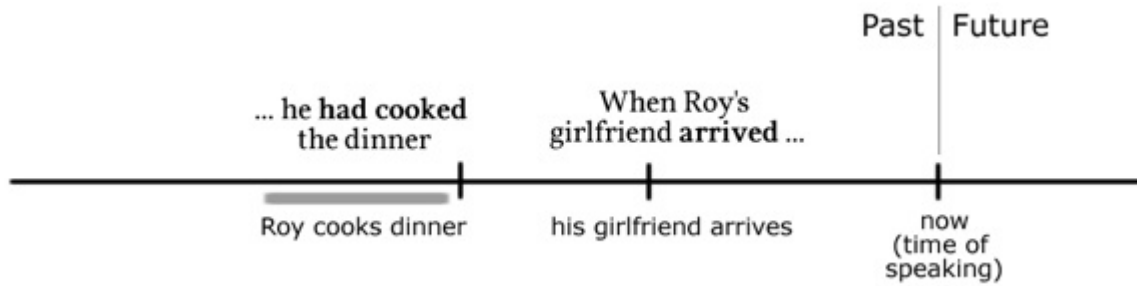 Past Future
... he had cooked
the dinner
When Roy's
girlfriend arrived ...
Roy cooks dinner
his girlfriend arrives
now
(time of
speaking)